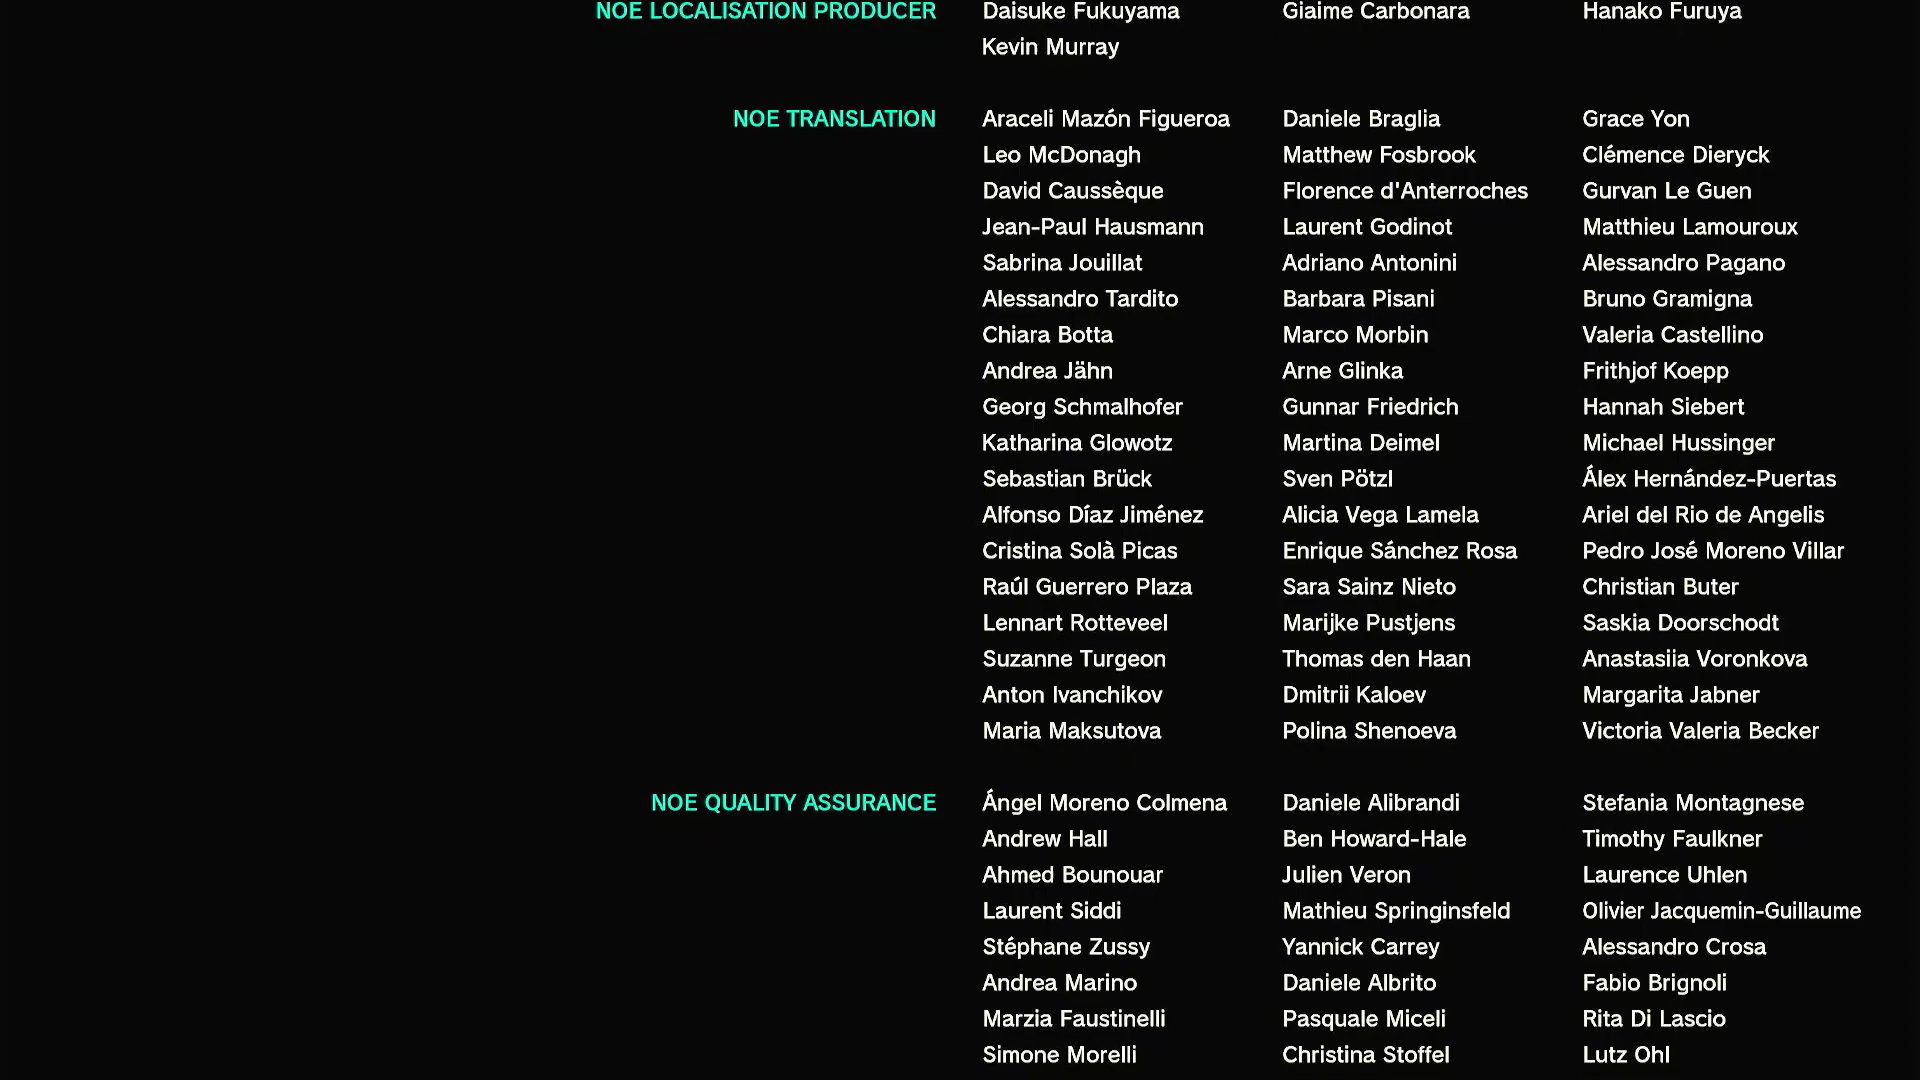 NOE LOCALISATION PRODUCER Daisuke Fukuyama Giaime Carbonara Hanako Furuya
Kevin Murray
NOE TRANSLATION Araceli Mazón Figueroa Daniele Braglia Grace Yon
Leo McDonagh Matthew Fosbrook Clémence Dieryck
David Caussèque Florence d'Anterroches Gurvan Le Guen
Jean-Paul Hausmann Laurent Godinot Matthieu Lamouroux
Sabrina Jouillat Adriano Antonini Alessandro Pagano
Alessandro Tardito Barbara Pisani Bruno Gramigna
Chiara Botta Marco Morbin Valeria Castellino
Andrea Jähn Arne Glinka Frithjof Koepp
Georg Schmalhofer Gunnar Friedrich Hannah Siebert
Katharina Glowotz Martina Deimel Michael Hussinger
Sebastian Brück Sven Pötzl Álex Hernández-Puertas
Alfonso Díaz Jiménez Alicia Vega Lamela Ariel del Rio de Angelis
Cristina Solà Picas Enrique Sánchez Rosa Pedro José Moreno Villar
Raúl Guerrero Plaza Sara Sainz Nieto Christian Buter
Lennart Rotteveel Marijke Pustjens Saskia Doorschodt
Suzanne Turgeon Thomas den Haan Anastasiia Voronkova
Anton Ivanchikov Dmitrii Kaloev Margarita Jabner
Maria Maksutova Polina Shenoeva Victoria Valeria Becker
NOE QUALITY ASSURANCE Ángel Moreno Colmena Daniele Alibrandi Stefania Montagnese
Andrew Hall Ben Howard-Hale Timothy Faulkner
Ahmed Bounouar Julien Veron Laurence Uhlen
Laurent Siddi Mathieu Springinsfeld Olivier Jacquemin-Guillaume
Stéphane Zussy Yannick Carrey Alessandro Crosa
Andrea Marino Daniele Albrito Fabio Brignoli
Marzia Faustinelli Pasquale Miceli Rita Di Lascio
Simone Morelli Christina Stoffel Lutz Ohl